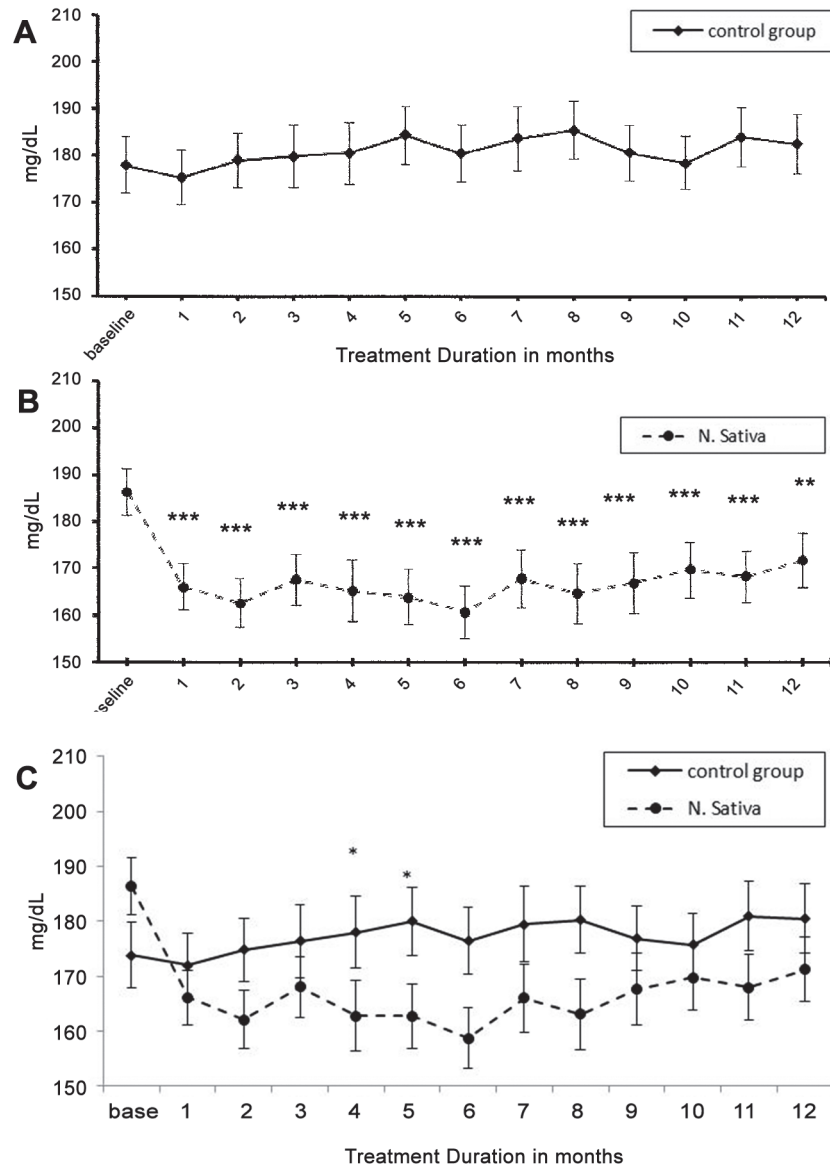 A
control group
210
200
190
180
170
160
150
mg/dL
baseline 1 2 3 4 5 6 7 8 9 10 11 12
Treatment Duration in months
B
N. Sativa
210
200
190
180
170
160
150
mg/dL
*** *** *** *** *** *** *** *** *** *** *** **
seline 1 2 3 4 5 6 7 8 9 10 11 12
C
control group
N. Sativa
210
200
190
180
170
160
150
mg/dL
* *
base 1 2 3 4 5 6 7 8 9 10 11 12
Treatment Duration in months